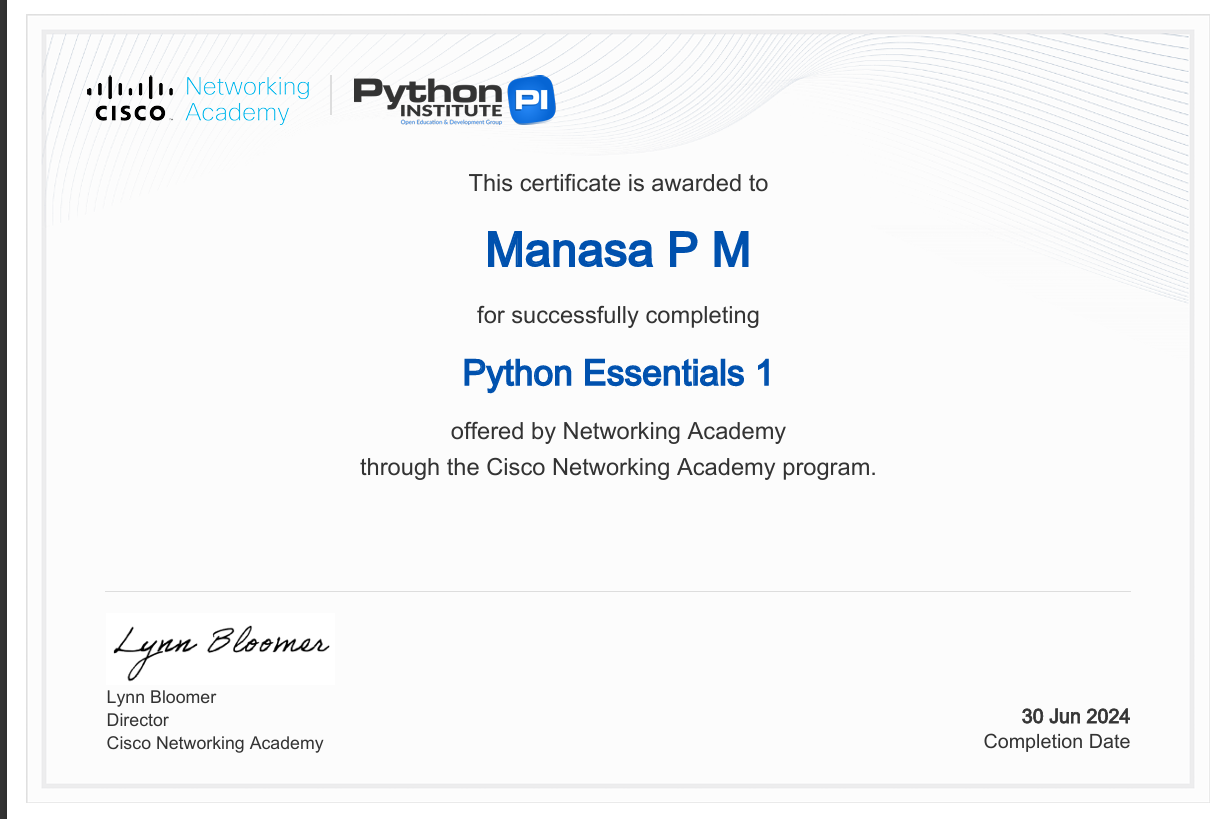 CISCO Networking Academy
Python INSTITUTE PI
Open Education & Development Group
This certificate is awarded to
Manasa P M
for successfully completing
Python Essentials 1
offered by Networking Academy
through the Cisco Networking Academy program.
Lynn Bloomer
Lynn Bloomer
Director
Cisco Networking Academy
30 Jun 2024
Completion Date